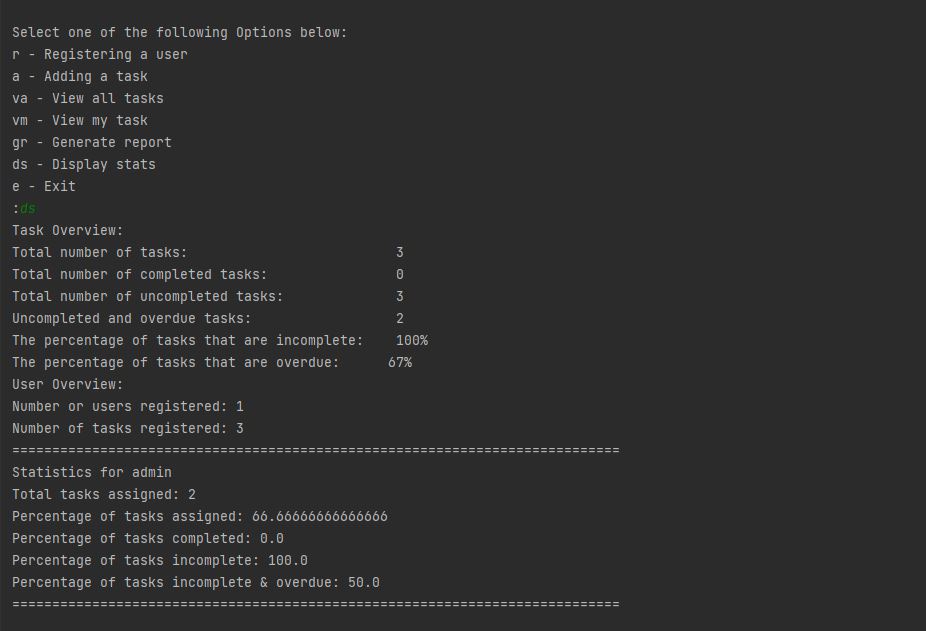 Select one of the following Options below:
r - Registering a user
a - Adding a task
va - View all tasks
vm - View my task
gr - Generate report
ds - Display stats
e - Exit
:ds
Task Overview:
Total number of tasks:                          3
Total number of completed tasks:                0
Total number of uncompleted tasks:              3
Uncompleted and overdue tasks:                  2
The percentage of tasks that are incomplete:    100%
The percentage of tasks that are overdue:      67%
User Overview:
Number or users registered: 1
Number of tasks registered: 3
============================================================================
Statistics for admin
Total tasks assigned: 2
Percentage of tasks assigned: 66.66666666666666
Percentage of tasks completed: 0.0
Percentage of tasks incomplete: 100.0
Percentage of tasks incomplete & overdue: 50.0
============================================================================